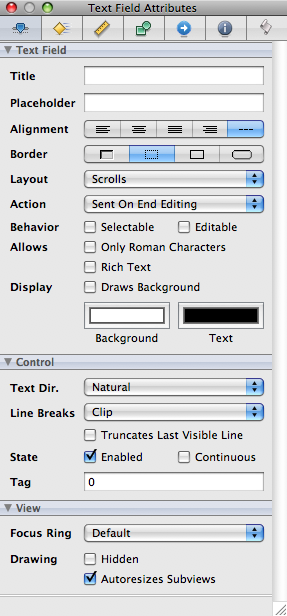 Text Field Attributes
Text Field
Title
Placeholder
Alignment
Border
Layout Scrolls
Action Sent On End Editing
Behavior Selectable Editable
Allows Only Roman Characters
Rich Text
Display Draws Background
Background Text
Control
Text Dir. Natural
Line Breaks Clip
Truncates Last Visible Line
State Enabled Continuous
Tag 0
View
Focus Ring Default
Drawing Hidden
Autoresizes Subviews